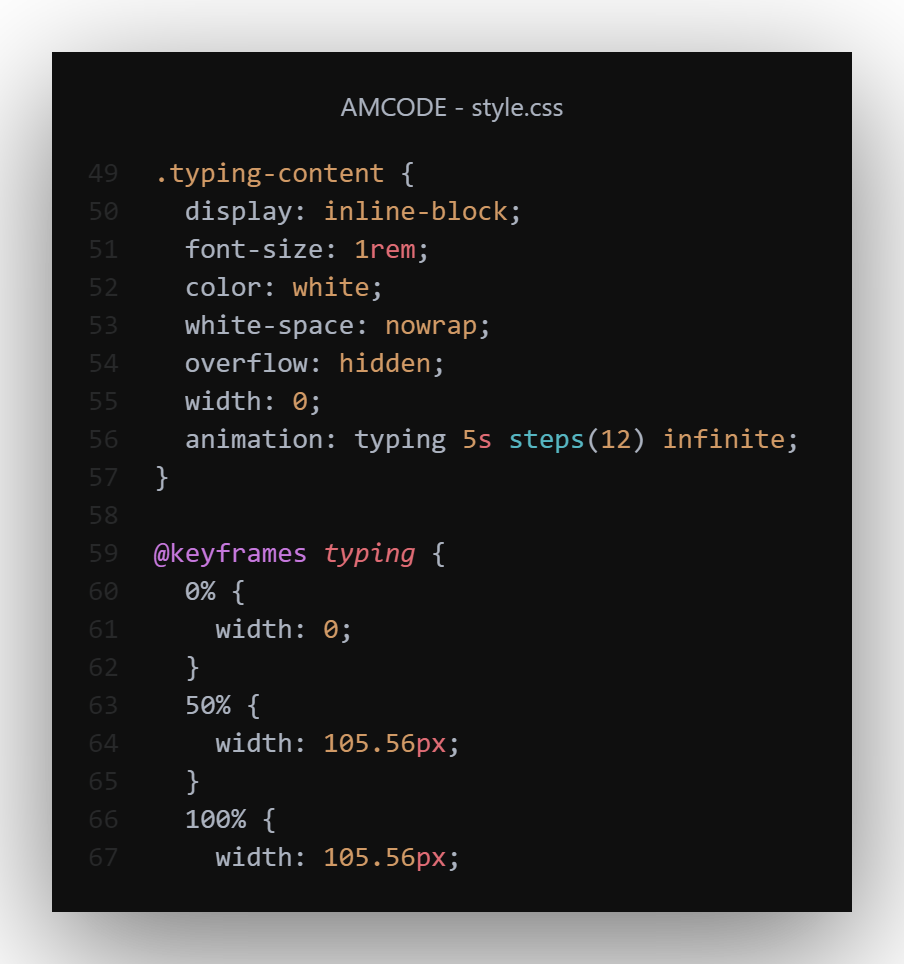 AMCODE - style.css
49 .typing-content {
50   display: inline-block;
51   font-size: 1rem;
52   color: white;
53   white-space: nowrap;
54   overflow: hidden;
55   width: 0;
56   animation: typing 5s steps(12) infinite;
57 }
58
59 @keyframes typing {
60   0% {
61     width: 0;
62   }
63   50% {
64     width: 105.56px;
65   }
66   100% {
67     width: 105.56px;